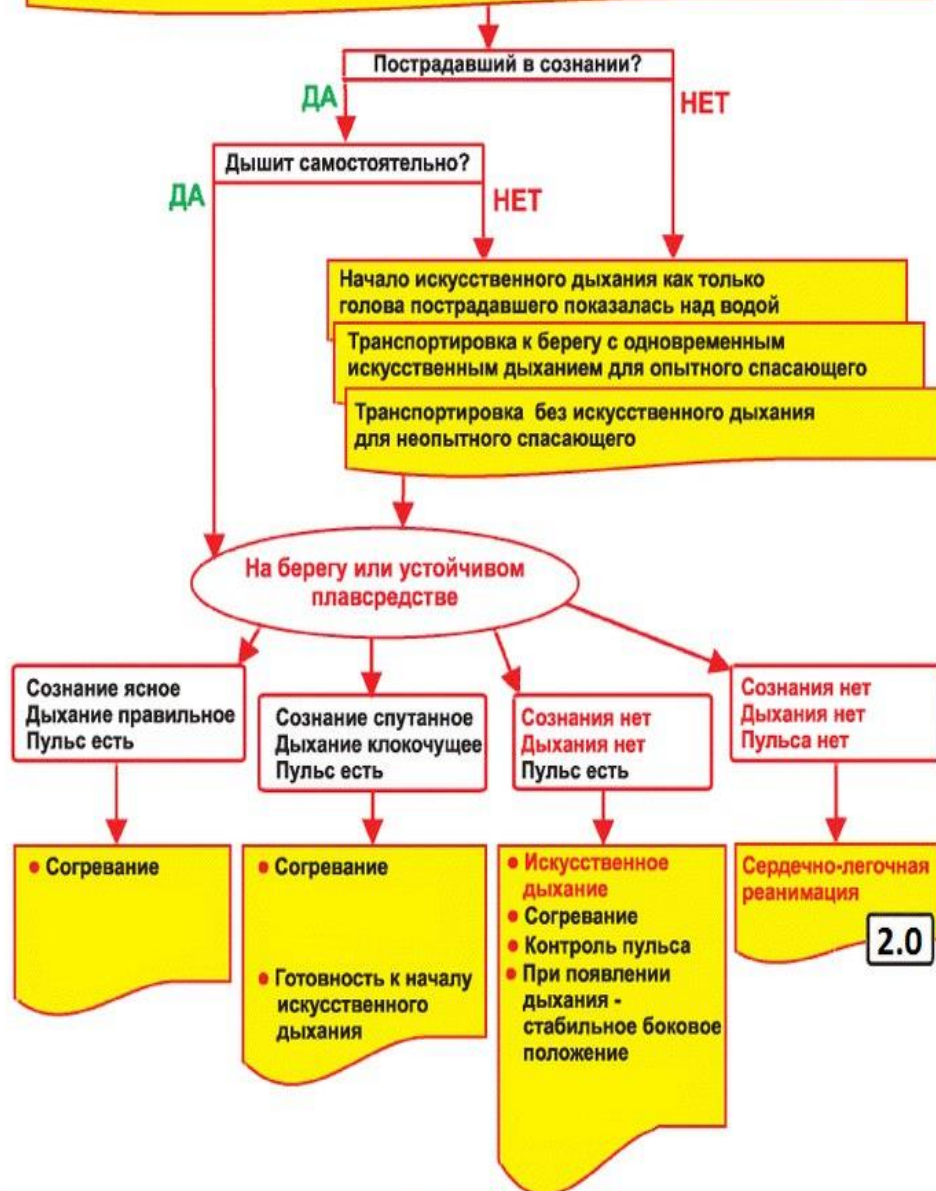 Пострадавший в сознании?
ДА
НЕТ
Дышит самостоятельно?
ДА
НЕТ
Начало искусственного дыхания как только
голова пострадавшего показалась над водой
Транспортировка к берегу с одновременным
искусственным дыханием для опытного спасающего
Транспортировка без искусственного дыхания
для неопытного спасающего
На берегу или устойчивом
плавсредстве
Сознание ясное
Дыхание правильное
Пульс есть
Сознание спутанное
Дыхание клокочущее
Пульс есть
Сознания нет
Дыхания нет
Пульс есть
Сознания нет
Дыхания нет
Пульса нет
• Согревание
• Согревание
• Готовность к началу
искусственного
дыхания
• Искусственное
дыхание
• Согревание
• Контроль пульса
• При появлении
дыхания -
стабильное боковое
положение
Сердечно-легочная
реанимация
2.0